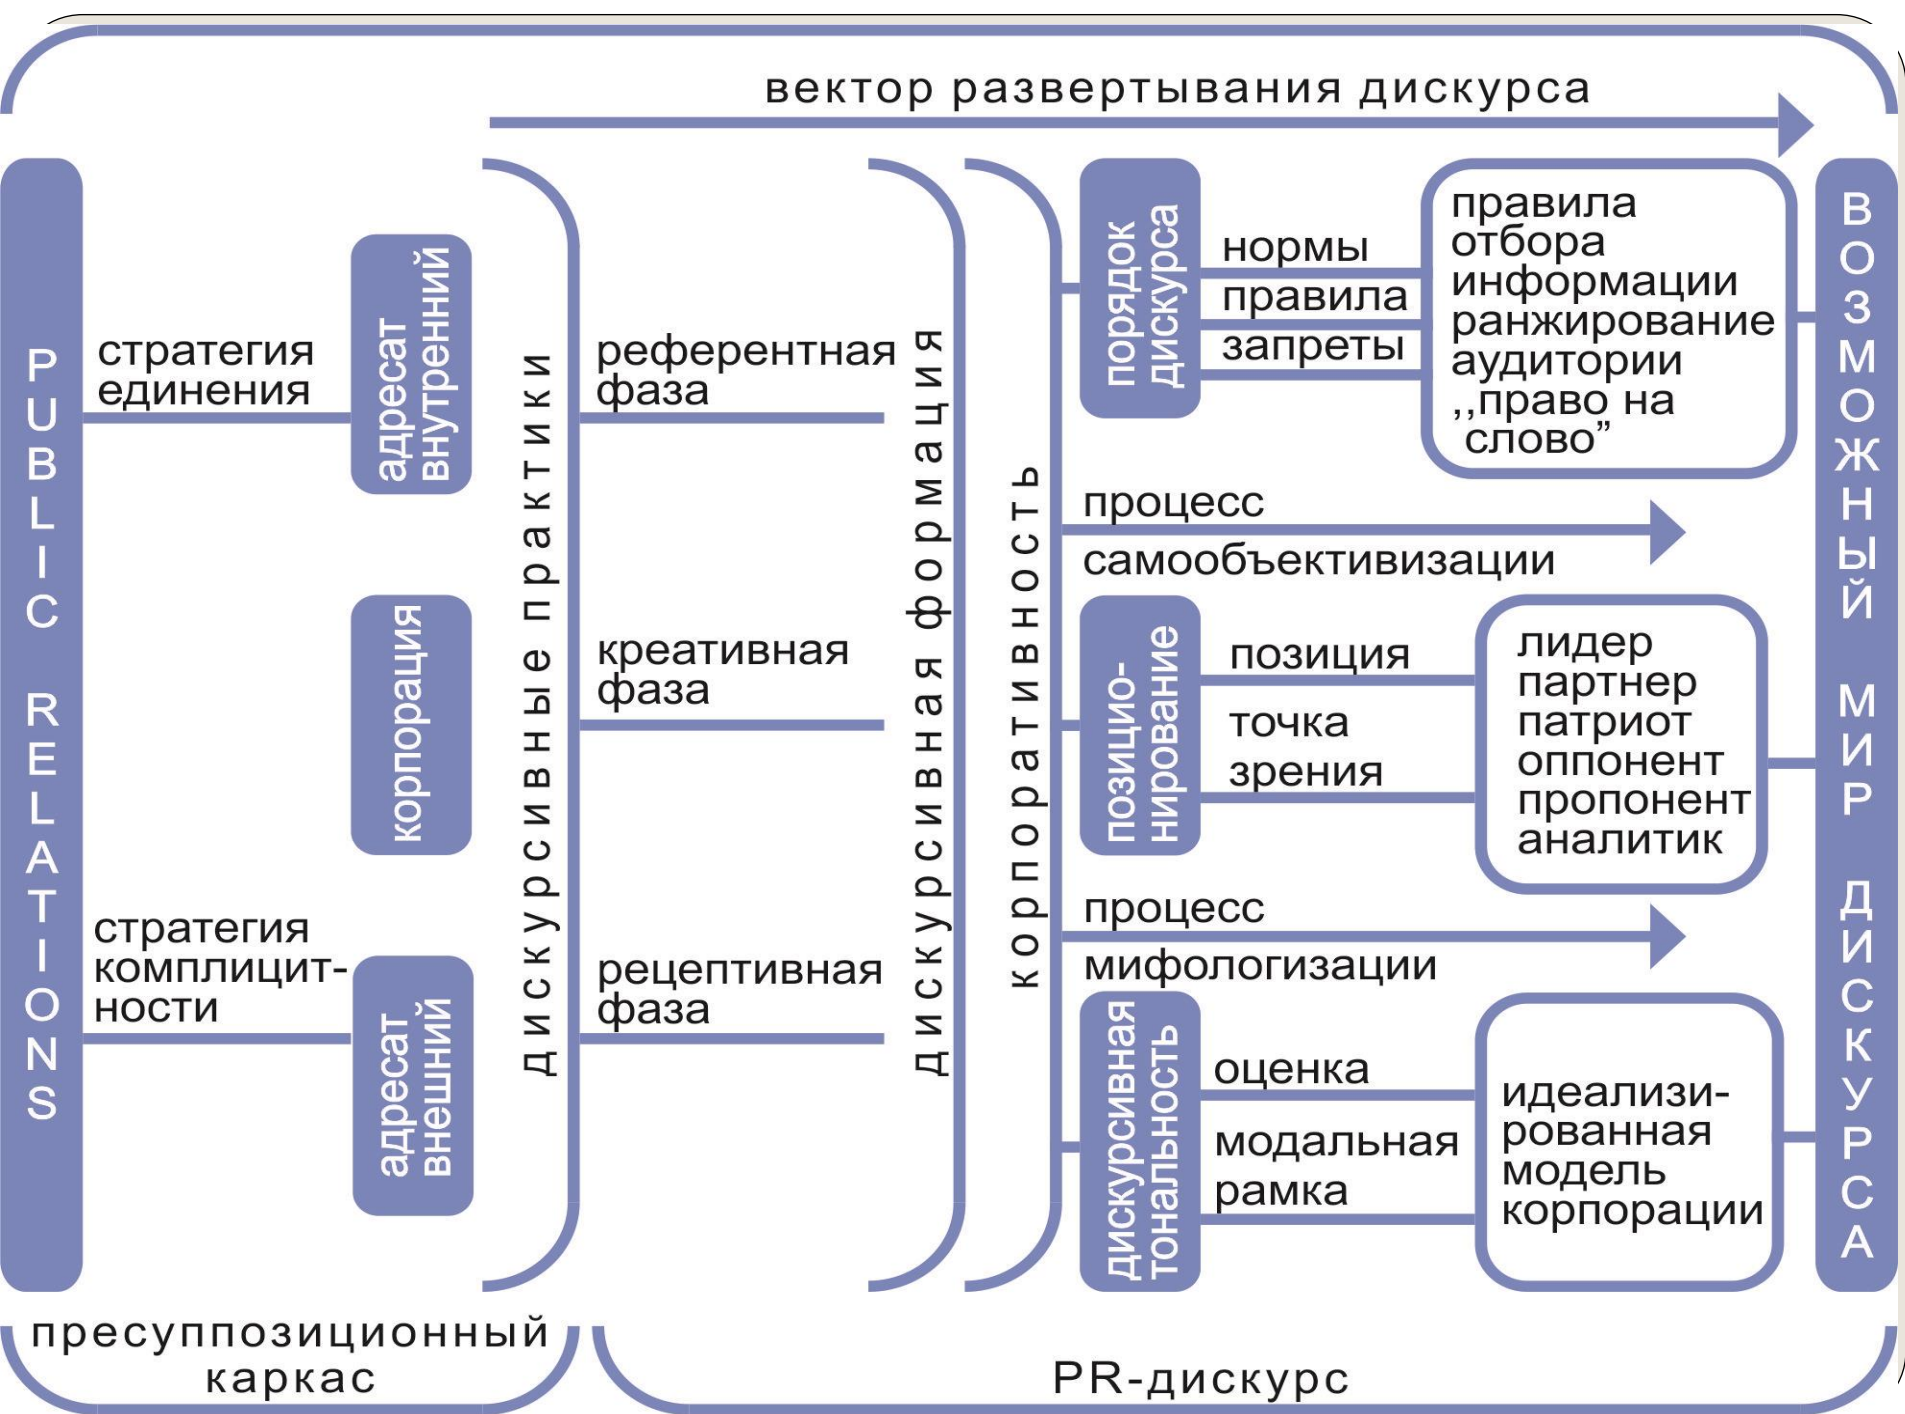 вектор развертывания дискурса
PUBLIC RELATIONS
стратегия
единения
адресат
внутренний
корпорация
стратегия
комплицит-
ности
адресат
внешний
дискурсивные практики
референтная
фаза
креативная
фаза
рецептивная
фаза
дискурсивная формация
корпоративность
порядок
дискурса
нормы
правила
запреты
правила
отбора
информации
ранжирование
аудитории
,,право на
слово”
процесс
самообъективизации
позицио-
нирование
позиция
точка
зрения
лидер
партнер
патриот
оппонент
пропонент
аналитик
процесс
мифологизации
дискурсивная
тональность
оценка
модальная
рамка
идеализи-
рованная
модель
корпорации
ВОЗМОЖНЫЙ МИР ДИСКУРСА
пресуппозиционный
каркас
PR-дискурс